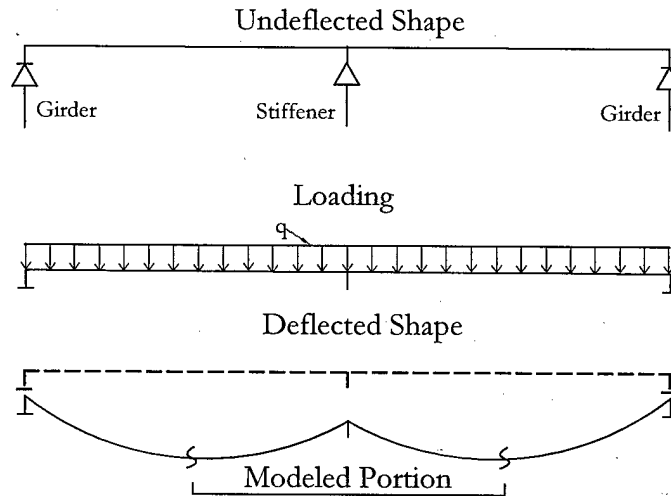 Undeflected Shape
Girder
Stiffener
Girder
Loading
q
Deflected Shape
Modeled Portion